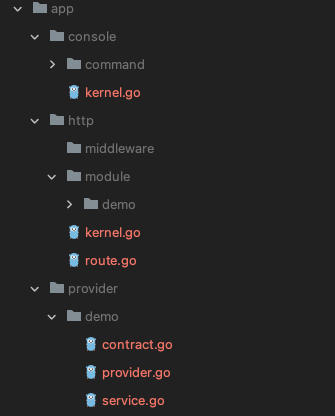 app
console
command
kernel.go
http
middleware
module
demo
kernel.go
route.go
provider
demo
contract.go
provider.go
service.go